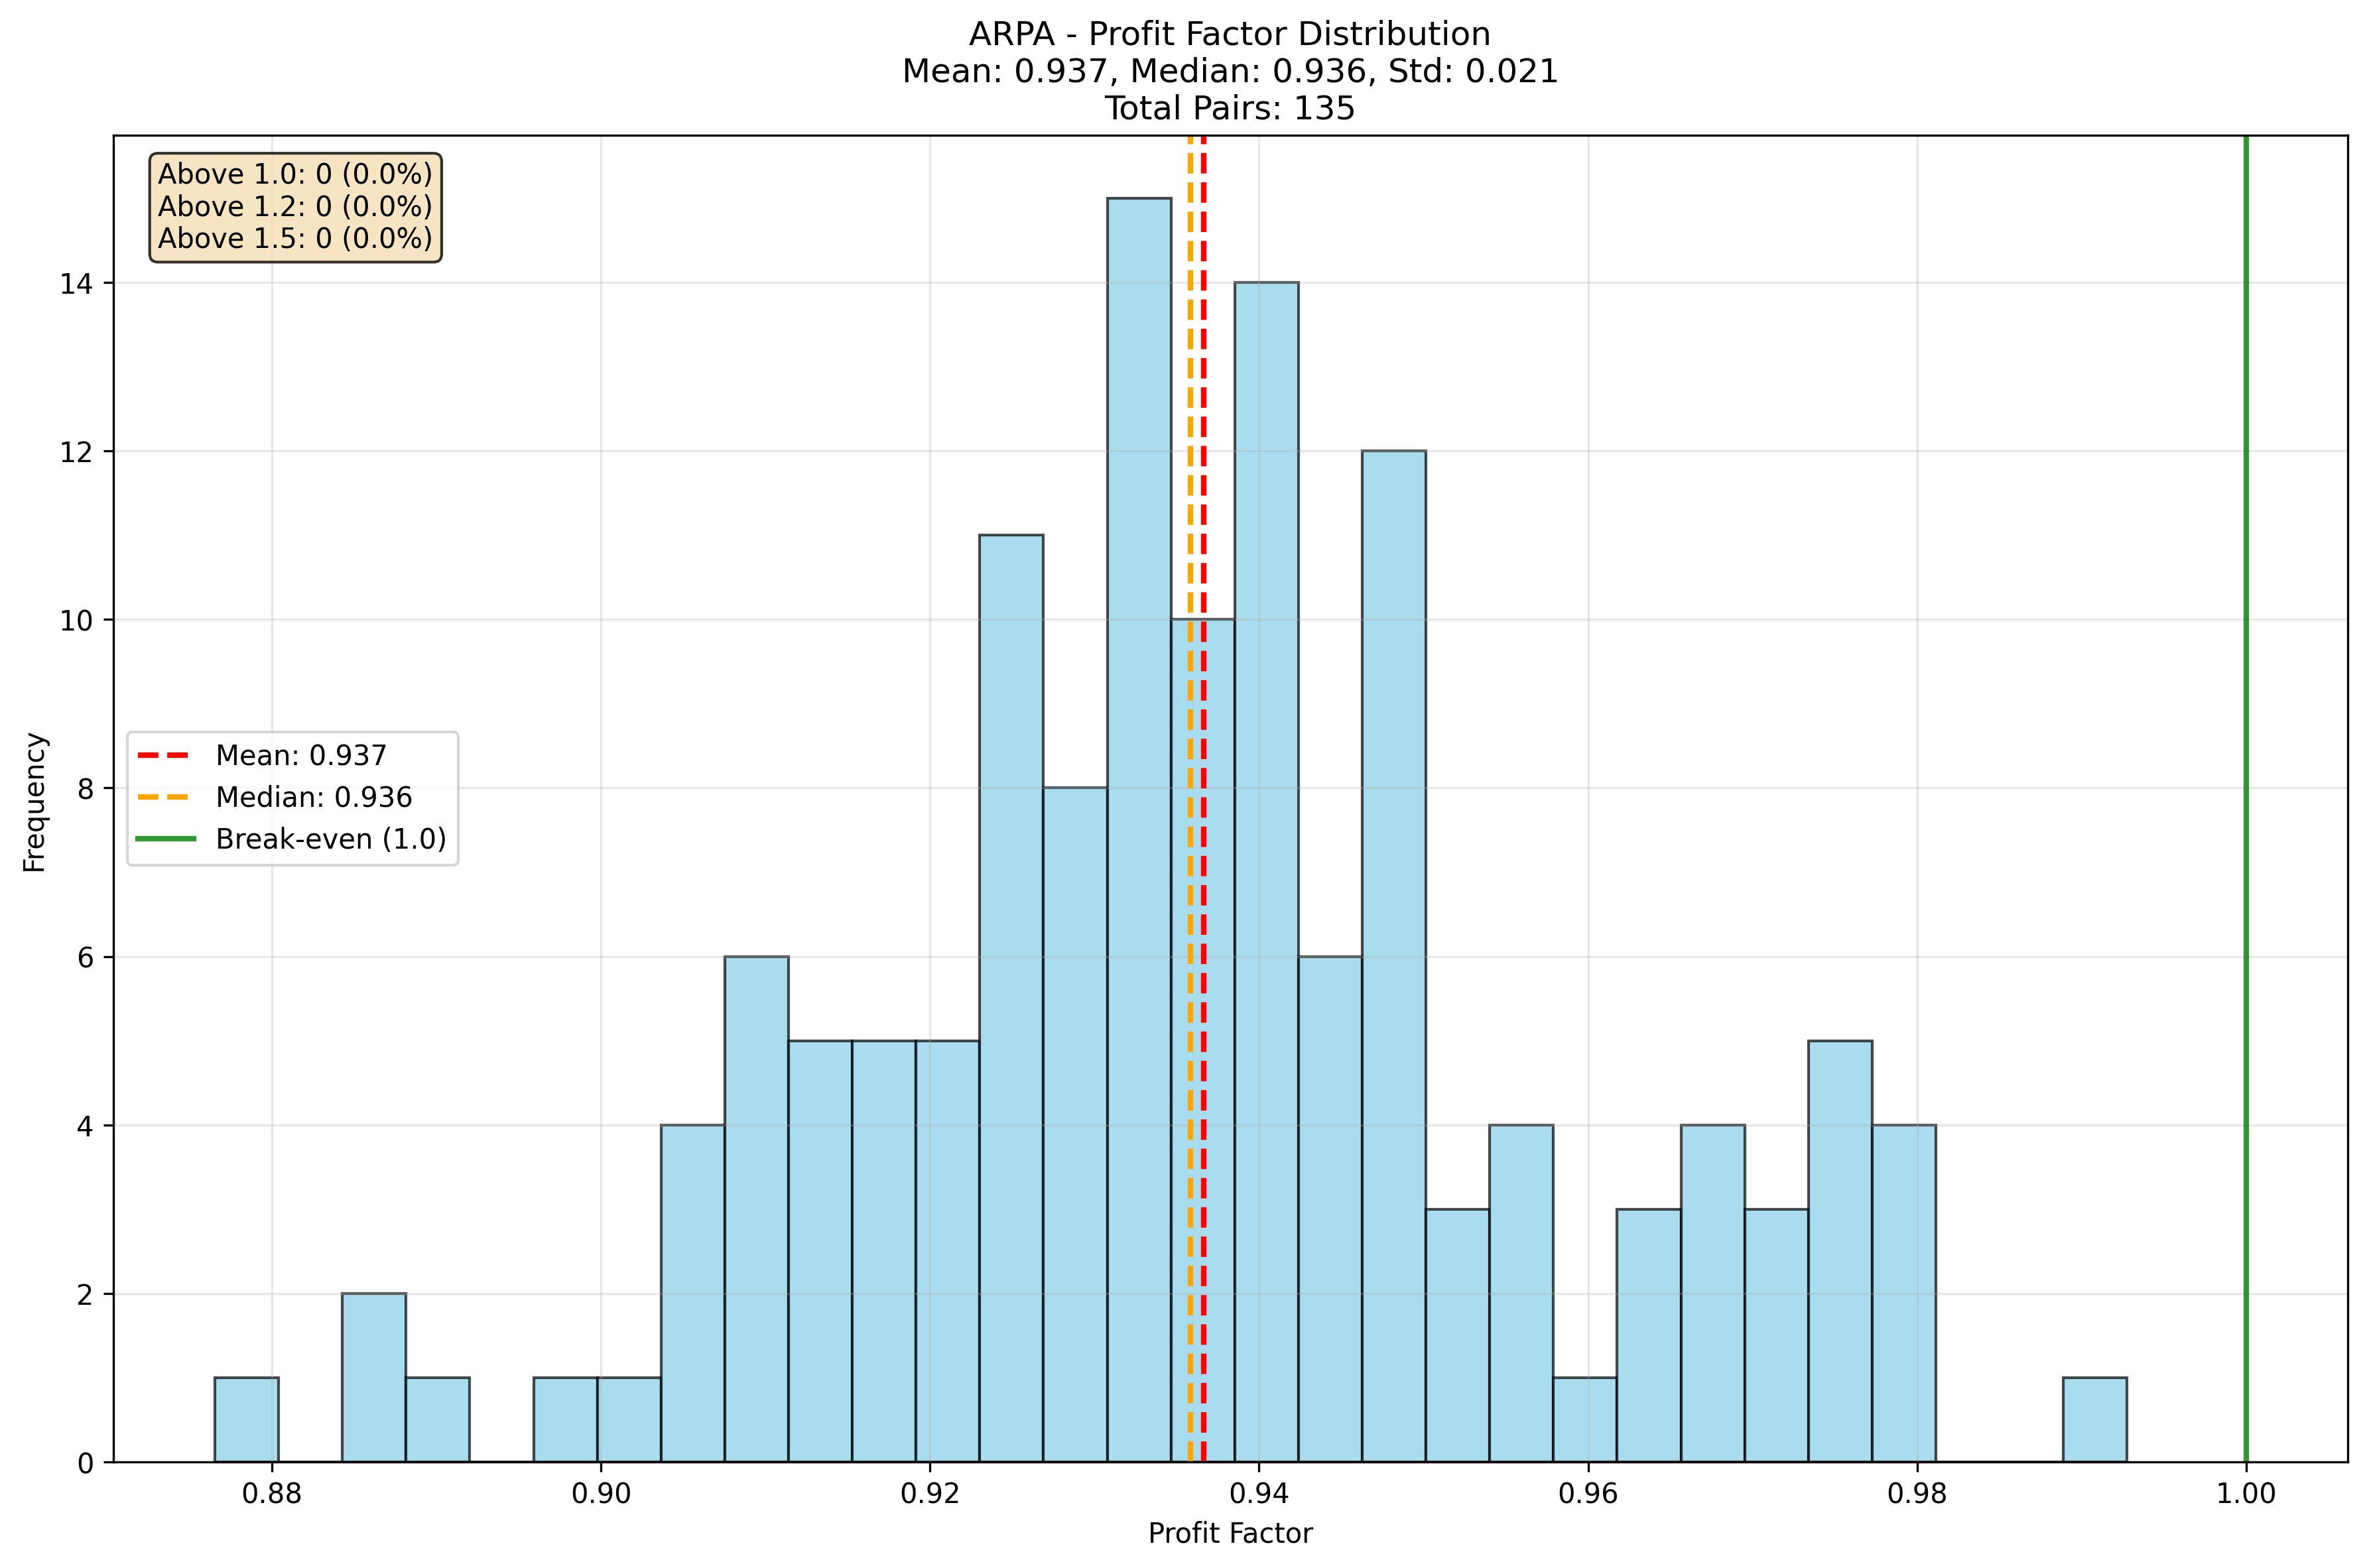 ARPA - Profit Factor Distribution
Mean: 0.937, Median: 0.936, Std: 0.021
Total Pairs: 135
Above 1.0: 0 (0.0%)
Above 1.2: 0 (0.0%)
Above 1.5: 0 (0.0%)
14
12
10
8
6
4
2
0
Frequency
Mean: 0.937
Median: 0.936
Break-even (1.0)
0.88
0.90
0.92
0.94
0.96
0.98
1.00
Profit Factor